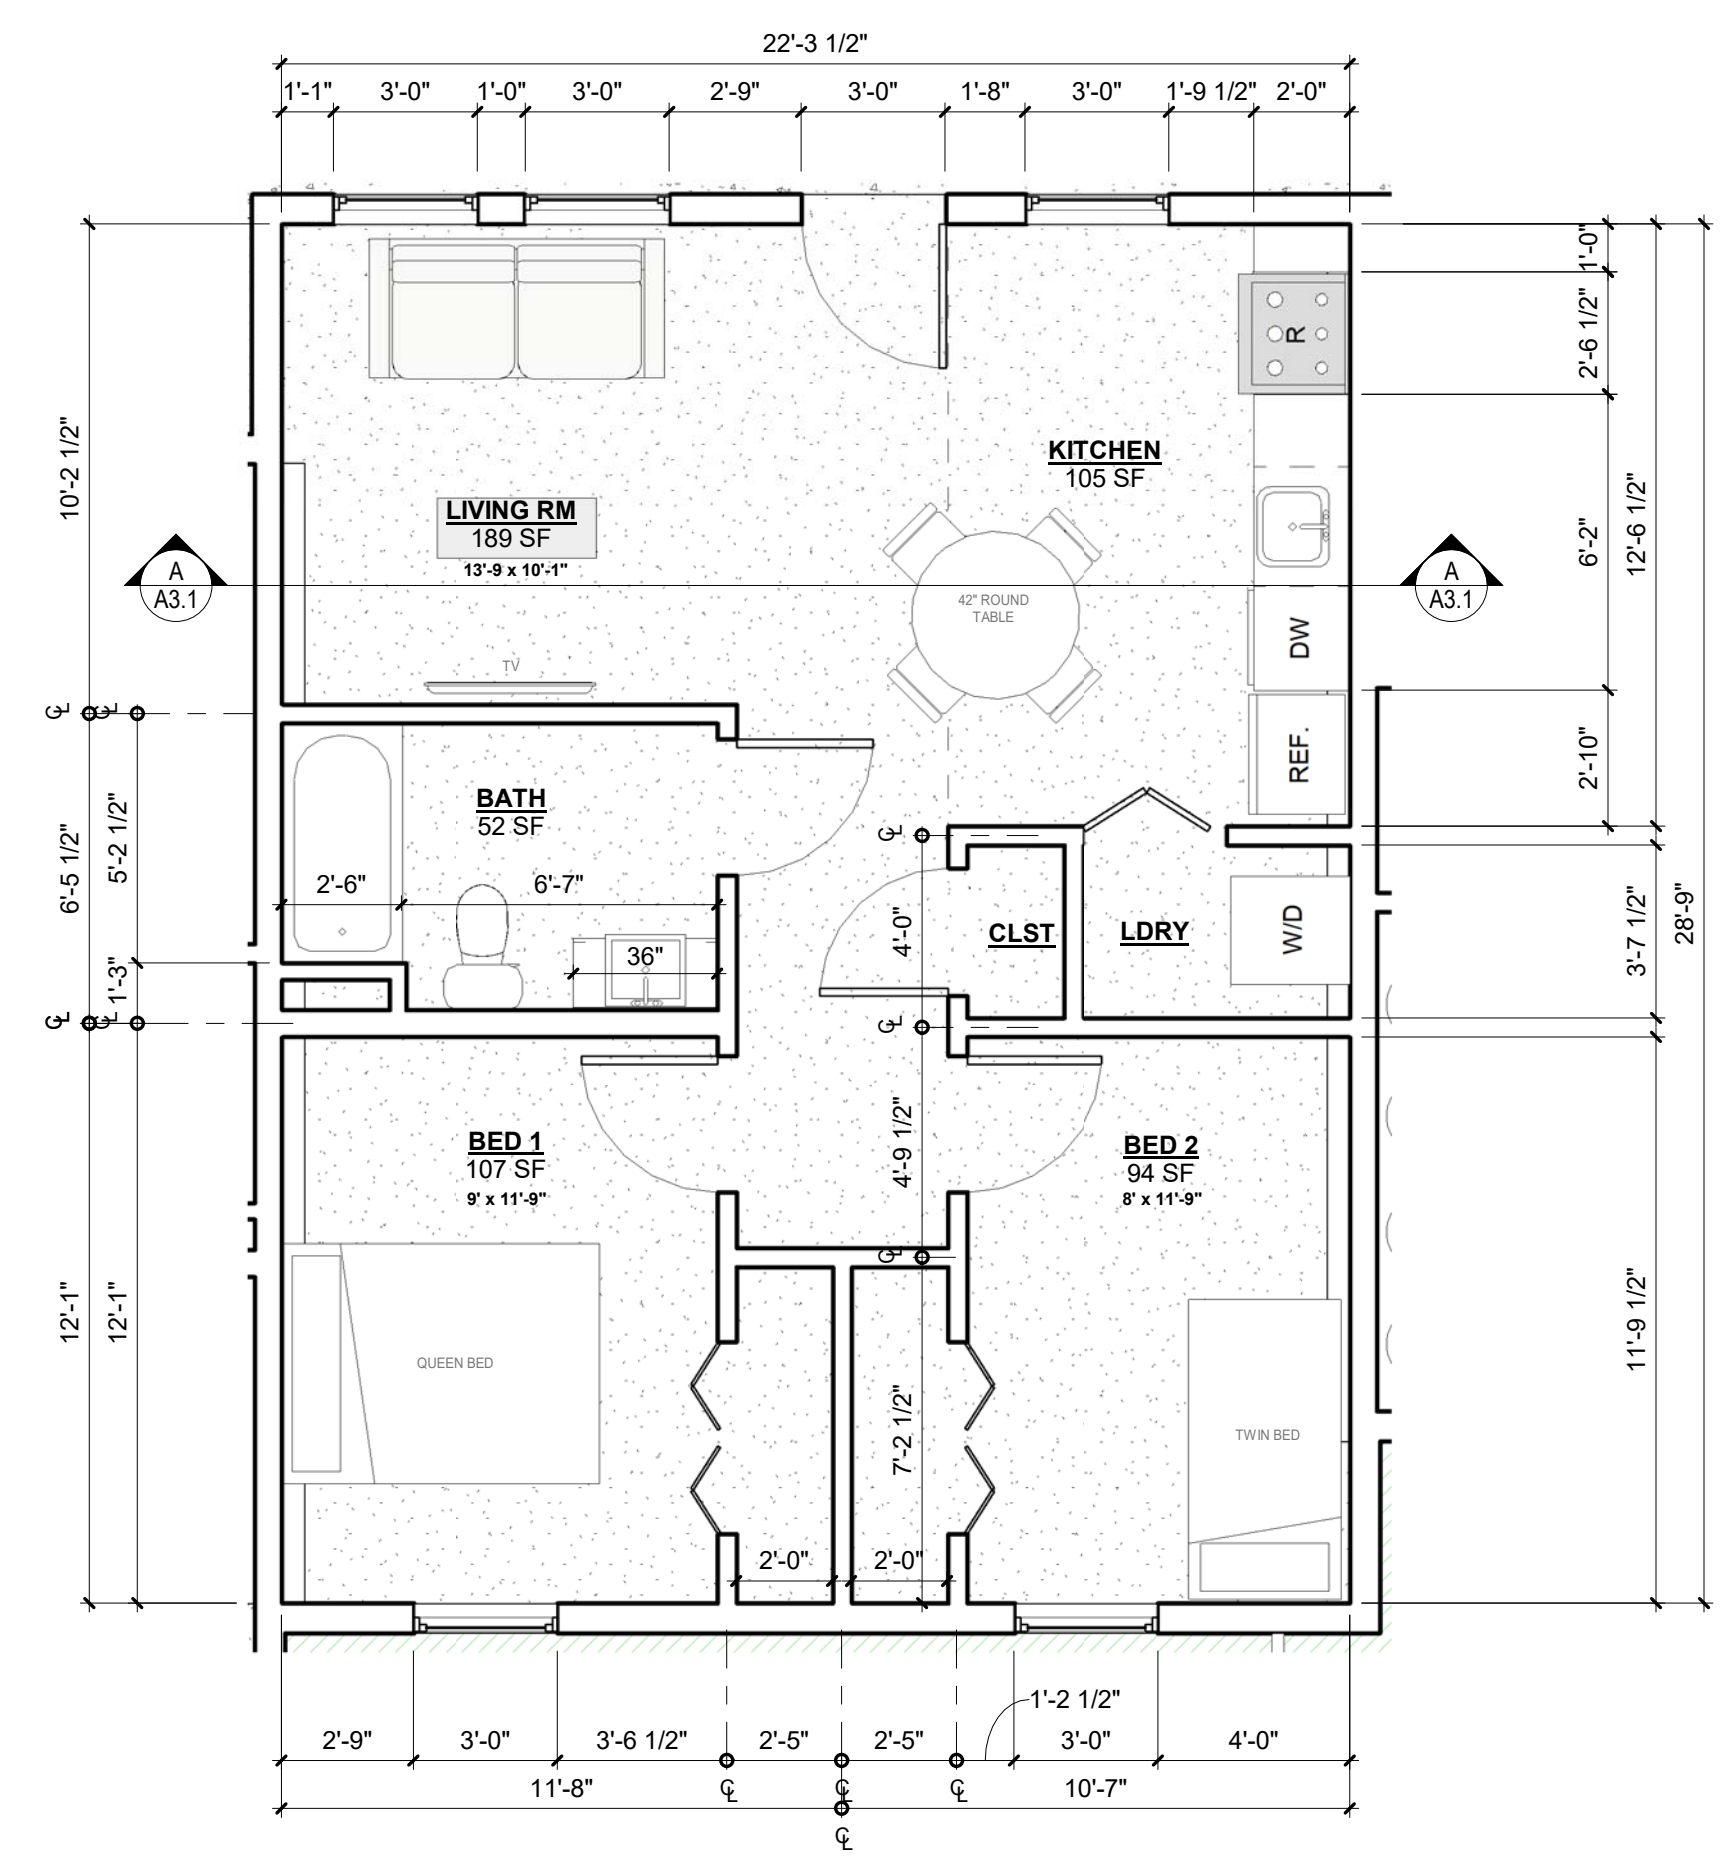 22'-3 1/2"
1'-1" 3'-0" 1'-0" 3'-0" 2'-9" 3'-0" 1'-8" 3'-0" 1'-9 1/2" 2'-0"
1'-0"
2'-6 1/2"
R
10'-2 1/2"
KITCHEN
105 SF
LIVING RM
189 SF
13'-9 x 10'-1"
6'-2"
12'-6 1/2"
A
A3.1
A
A3.1
42" ROUND
TABLE
DW
TV
℄ ℄
REF.
2'-10"
BATH
52 SF
5'-2 1/2"
6'-5 1/2"
℄
2'-6" 6'-7"
4'-0"
CLST
LDRY
W/D
3'-7 1/2"
28'-9"
36"
1'-3"
℄ ℄
℄
BED 1
107 SF
9' x 11'-9"
4'-9 1/2"
BED 2
94 SF
8' x 11'-9"
℄
12'-1"
12'-1"
11'-9 1/2"
QUEEN BED
7'-2 1/2"
TWIN BED
2'-0" 2'-0"
1'-2 1/2"
2'-9" 3'-0" 3'-6 1/2" 2'-5" 2'-5" 3'-0" 4'-0"
11'-8" ℄ ℄ ℄ 10'-7"
℄